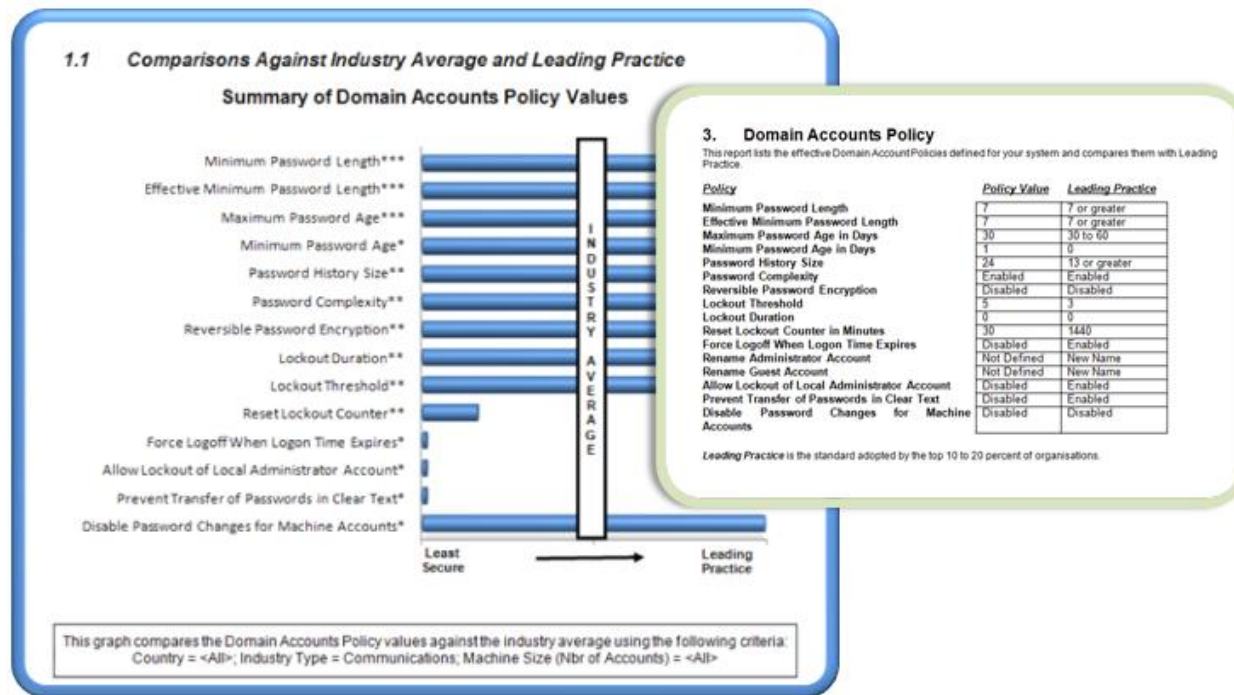 1.1 Comparisons Against Industry Average and Leading Practice
Summary of Domain Accounts Policy Values
Minimum Password Length***
Effective Minimum Password Length***
Maximum Password Age***
Minimum Password Age*
Password History Size**
Password Complexity**
Reversible Password Encryption**
Lockout Duration**
Lockout Threshold**
Reset Lockout Counter**
Force Logoff When Logon Time Expires*
Allow Lockout of Local Administrator Account*
Prevent Transfer of Passwords in Clear Text*
Disable Password Changes for Machine Accounts*
INDUSTRY AVERAGE
Least Secure
Leading Practice
This graph compares the Domain Accounts Policy values against the industry average using the following criteria:
Country = <All>; Industry Type = Communications; Machine Size (Nbr of Accounts) = <All>
3. Domain Accounts Policy
This report lists the effective Domain Account Policies defined for your system and compares them with Leading
Practice.
Policy Policy Value Leading Practice
Minimum Password Length 7 7 or greater
Effective Minimum Password Length 7 7 or greater
Maximum Password Age in Days 30 30 to 60
Minimum Password Age in Days 1 0
Password History Size 24 13 or greater
Password Complexity Enabled Enabled
Reversible Password Encryption Disabled Disabled
Lockout Threshold 5 3
Lockout Duration 0 0
Reset Lockout Counter in Minutes 30 1440
Force Logoff When Logon Time Expires Disabled Enabled
Rename Administrator Account Not Defined New Name
Rename Guest Account Not Defined New Name
Allow Lockout of Local Administrator Account Disabled Enabled
Prevent Transfer of Passwords in Clear Text Disabled Enabled
Disable Password Changes for Machine Disabled Disabled
Accounts
Leading Practice is the standard adopted by the top 10 to 20 percent of organisations.